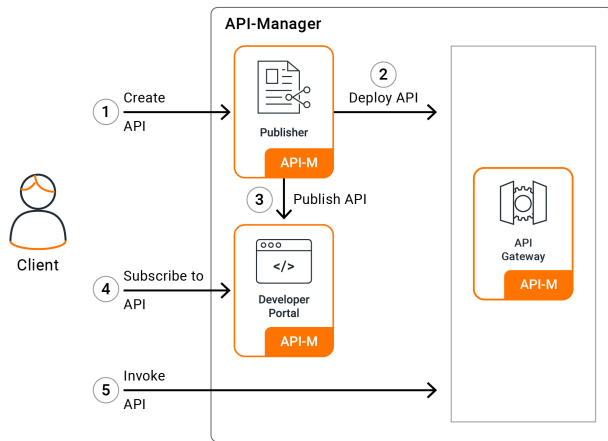 API-Manager
1
Create
API
Publisher
API-M
2
Deploy API
3
Publish API
Client
4
Subscribe to
API
</>
Developer
Portal
API-M
API
Gateway
API-M
5
Invoke
API